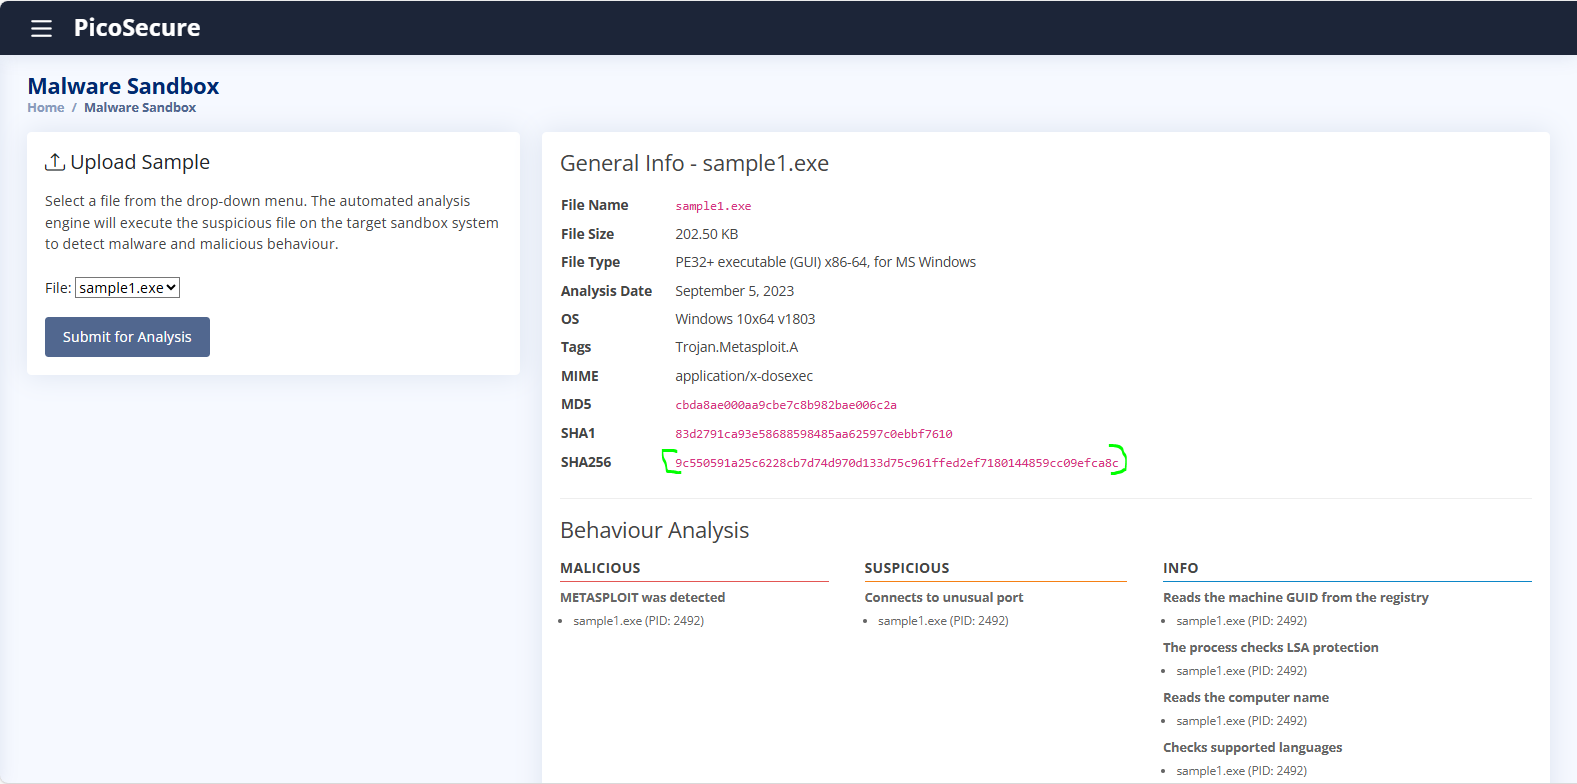 PicoSecure
Malware Sandbox
Home / Malware Sandbox
Upload Sample
Select a file from the drop-down menu. The automated analysis
engine will execute the suspicious file on the target sandbox system
to detect malware and malicious behaviour.
File: sample1.exe
Submit for Analysis
General Info - sample1.exe
File Name sample1.exe
File Size 202.50 KB
File Type PE32+ executable (GUI) x86-64, for MS Windows
Analysis Date September 5, 2023
OS Windows 10x64 v1803
Tags Trojan.Metasploit.A
MIME application/x-dosexec
MD5 cbda8ae000aa9cbe7c8b982bae006c2a
SHA1 83d2791ca93e58688598485aa62597c0ebbf7610
SHA256 9c550591a25c6228cb7d74d970d133d75c961ffed2ef7180144859cc09efca8c
Behaviour Analysis
MALICIOUS
METASPLOIT was detected
sample1.exe (PID: 2492)
SUSPICIOUS
Connects to unusual port
sample1.exe (PID: 2492)
INFO
Reads the machine GUID from the registry
sample1.exe (PID: 2492)
The process checks LSA protection
sample1.exe (PID: 2492)
Reads the computer name
sample1.exe (PID: 2492)
Checks supported languages
sample1.exe (PID: 2492)